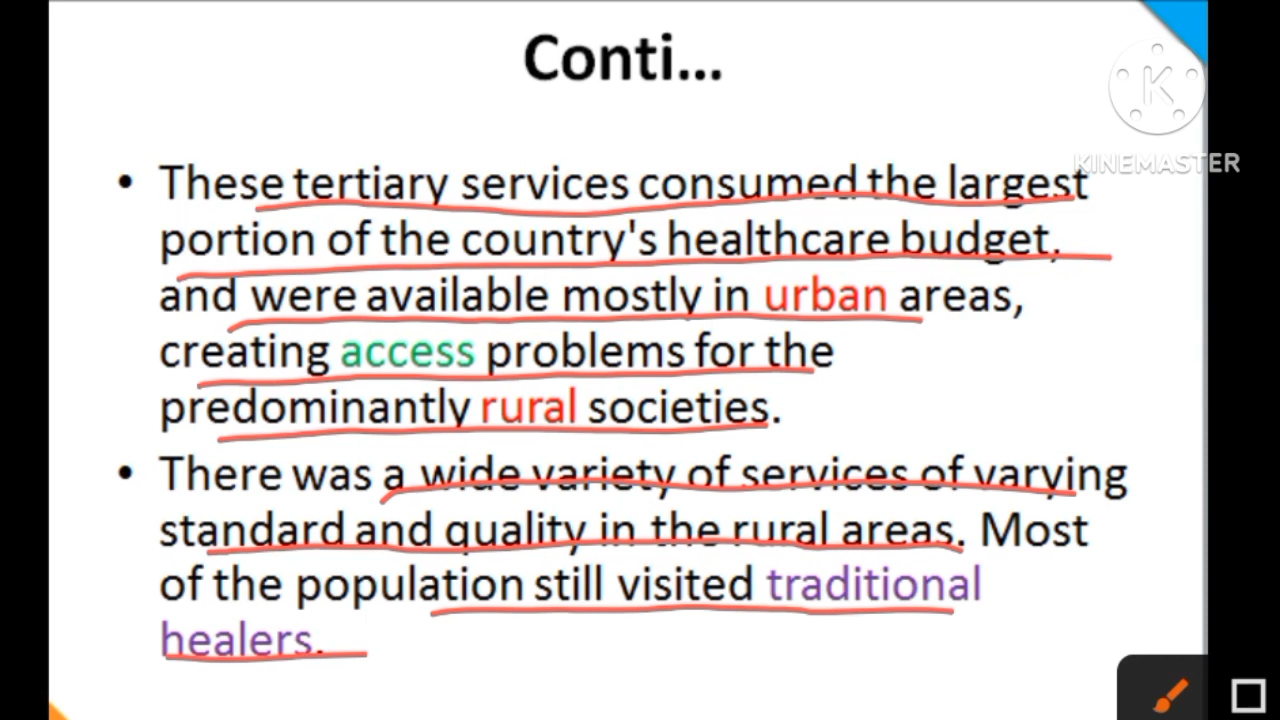 Conti...
• These tertiary services consumed the largest
portion of the country's healthcare budget,
and were available mostly in urban areas,
creating access problems for the
predominantly rural societies.
• There was a wide variety of services of varying
standard and quality in the rural areas. Most
of the population still visited traditional
healers.
K
KINEMASTER